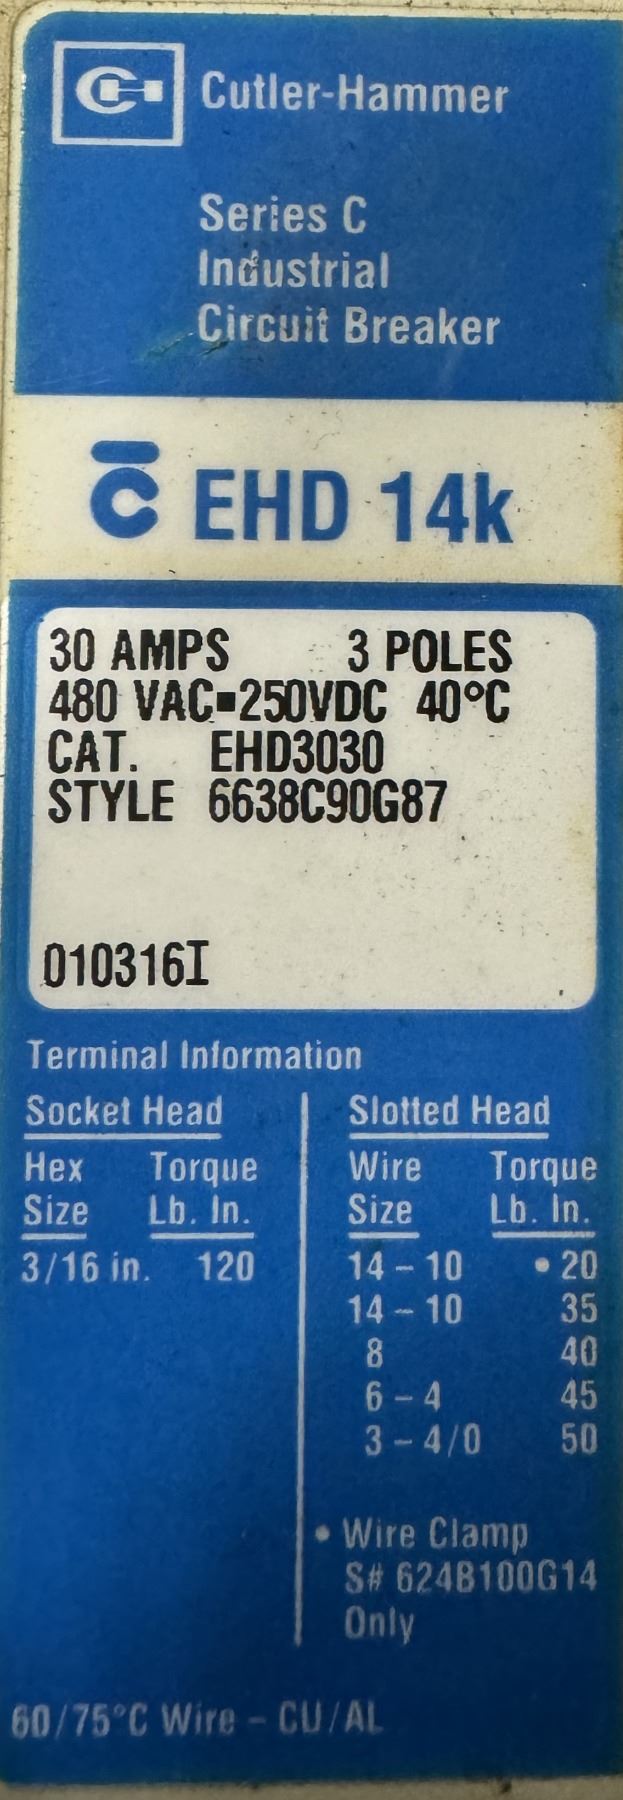 Cutler-Hammer
Series C
Industrial
Circuit Breaker
EHD 14k
30 AMPS 3 POLES
480 VAC▪250VDC 40°C
CAT. EHD3030
STYLE 6638C90G87
010316I
Terminal Information
Socket Head
Hex Torque
Size Lb. In.
3/16 in. 120
Slotted Head
Wire Torque
Size Lb. In.
14 – 10 • 20
14 – 10 35
8 40
6 – 4 45
3 – 4/0 50
• Wire Clamp
S# 624B100G14
Only
60/75°C Wire – CU/AL